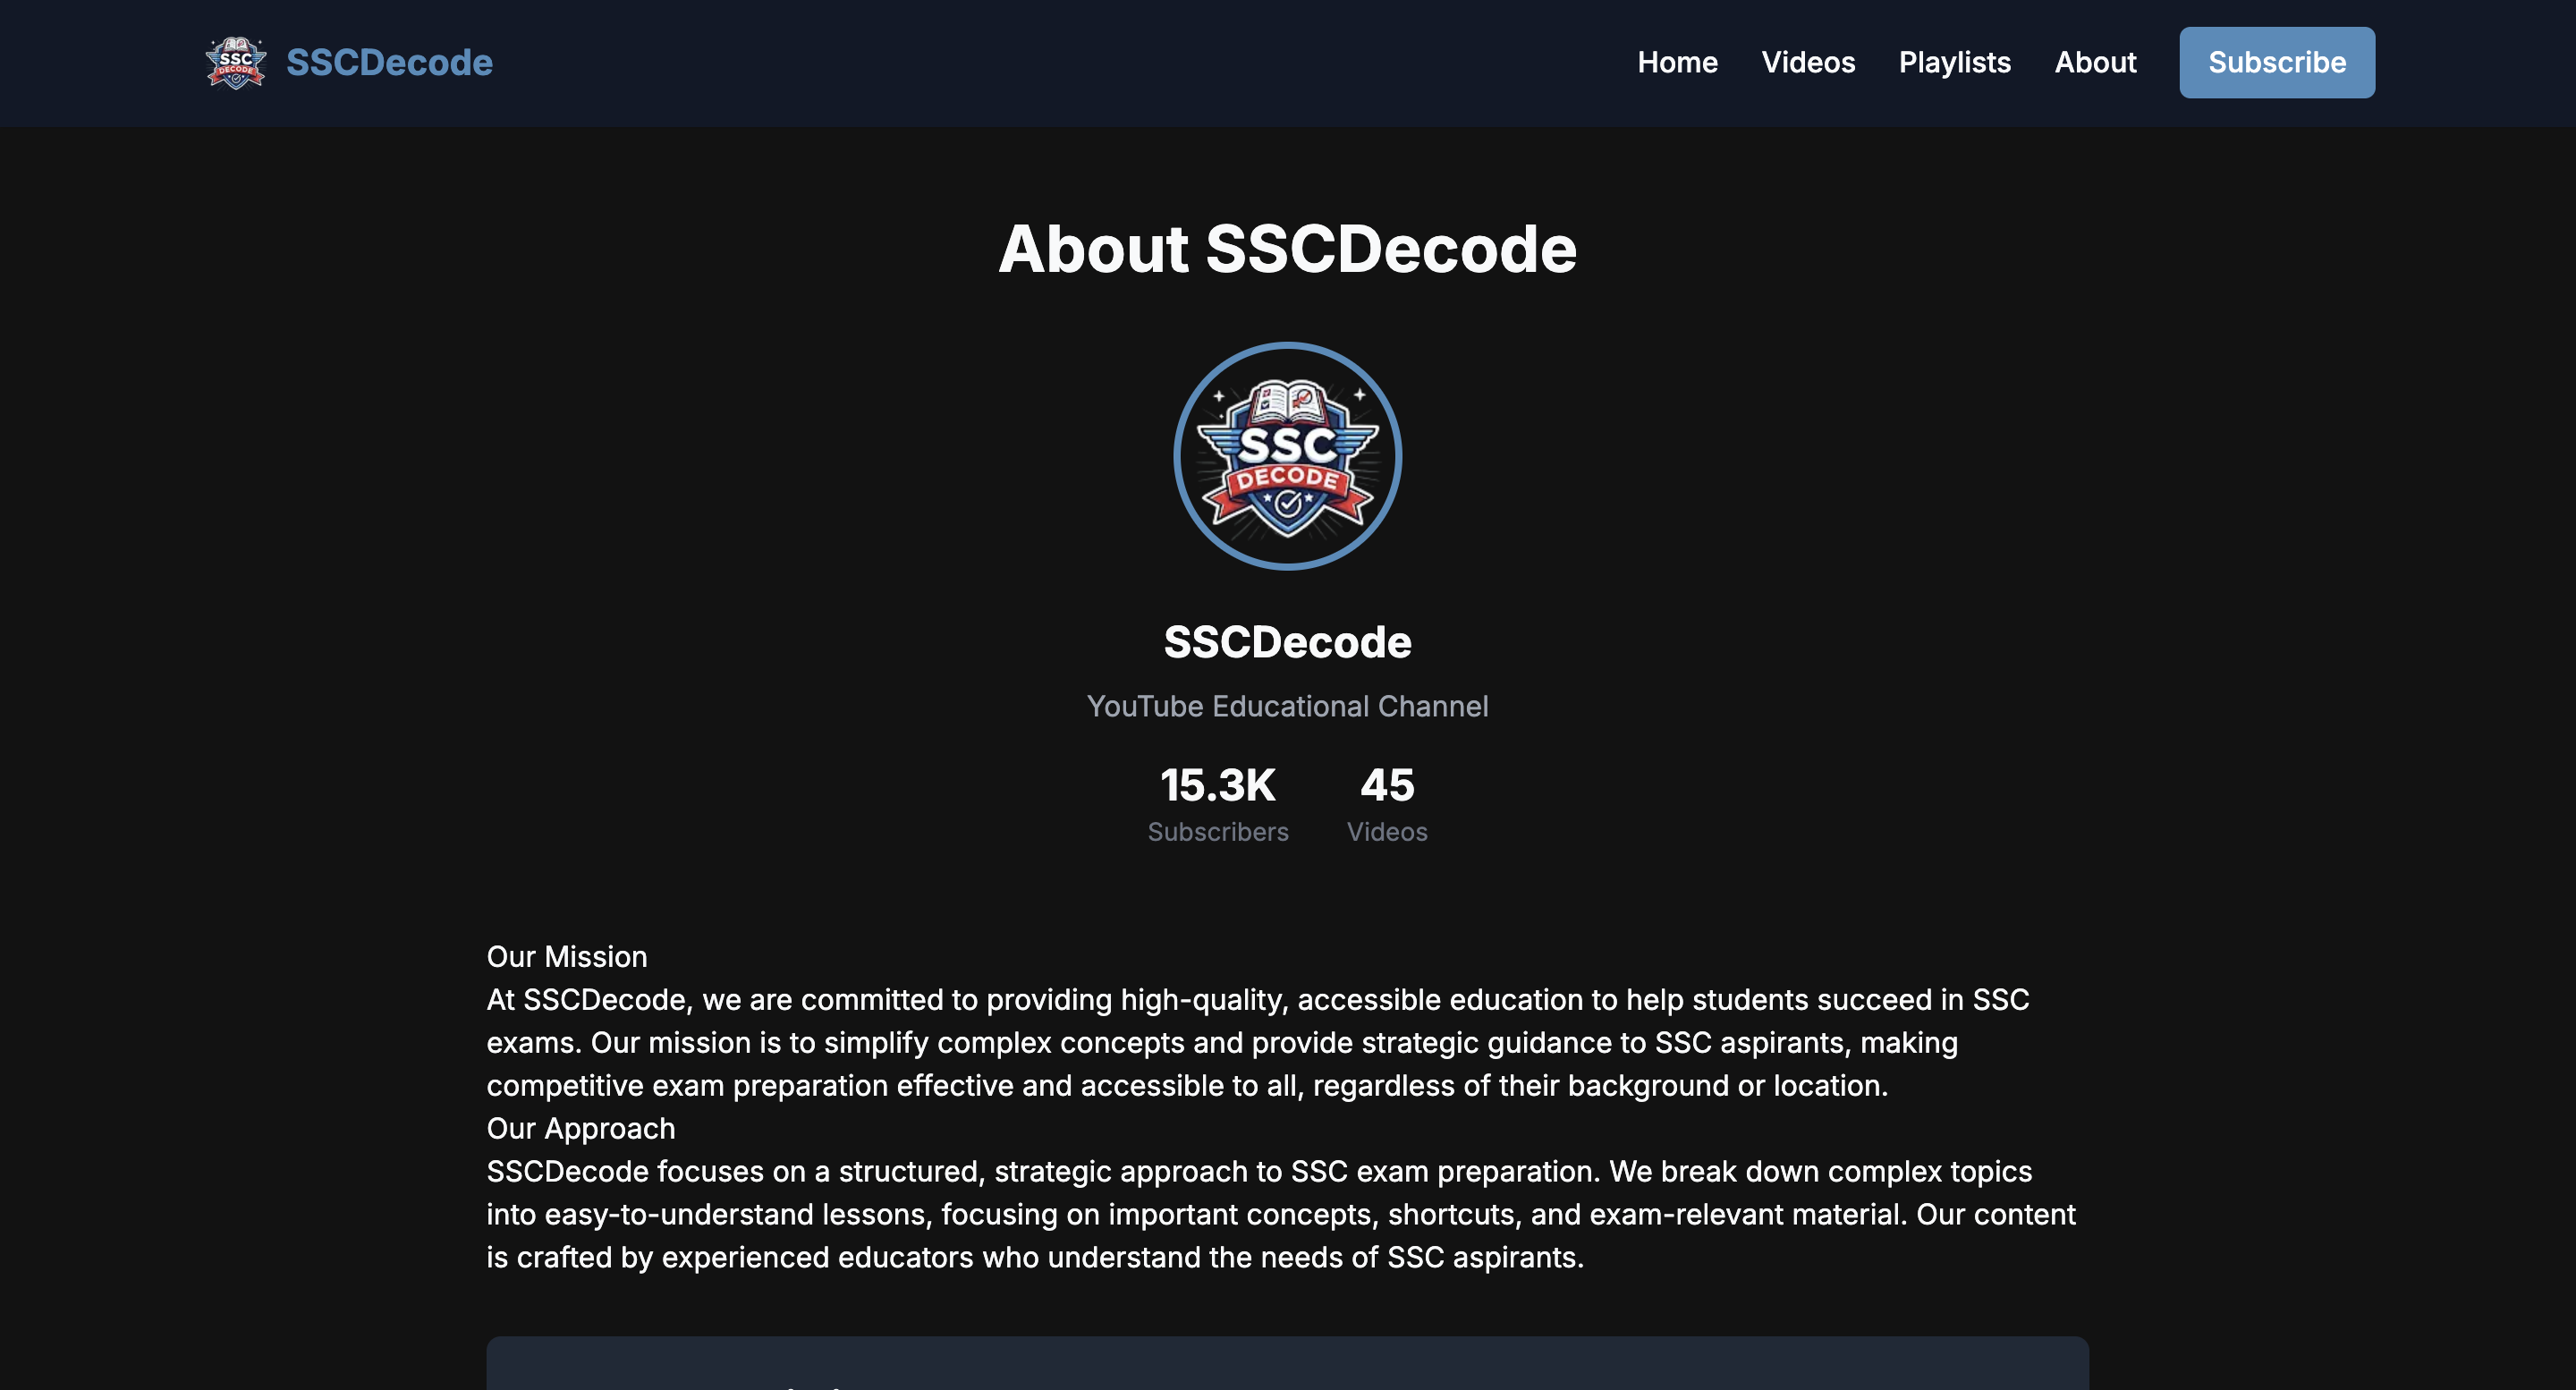 SSC
DECODE
SSCDecode
Home
Videos
Playlists
About
Subscribe
About SSCDecode
SSC
DECODE
SSCDecode
YouTube Educational Channel
15.3K
Subscribers
45
Videos
Our Mission
At SSCDecode, we are committed to providing high-quality, accessible education to help students succeed in SSC
exams. Our mission is to simplify complex concepts and provide strategic guidance to SSC aspirants, making
competitive exam preparation effective and accessible to all, regardless of their background or location.
Our Approach
SSCDecode focuses on a structured, strategic approach to SSC exam preparation. We break down complex topics
into easy-to-understand lessons, focusing on important concepts, shortcuts, and exam-relevant material. Our content
is crafted by experienced educators who understand the needs of SSC aspirants.